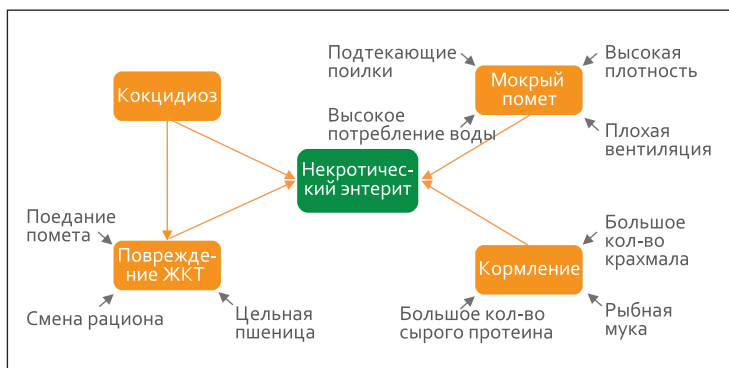 Подтекающие
поилки
Высокая
плотность
Кокцидиоз
Мокрый
помет
Высокое
потребление воды
Плохая
вентиляция
Некротичес-
кий энтерит
Поедание
помета
Поврежде-
ние ЖКТ
Смена рациона
Цельная
пшеница
Большое
кол-во
крахмала
Кормление
Большое кол-во
сырого протеина
Рыбная
мука